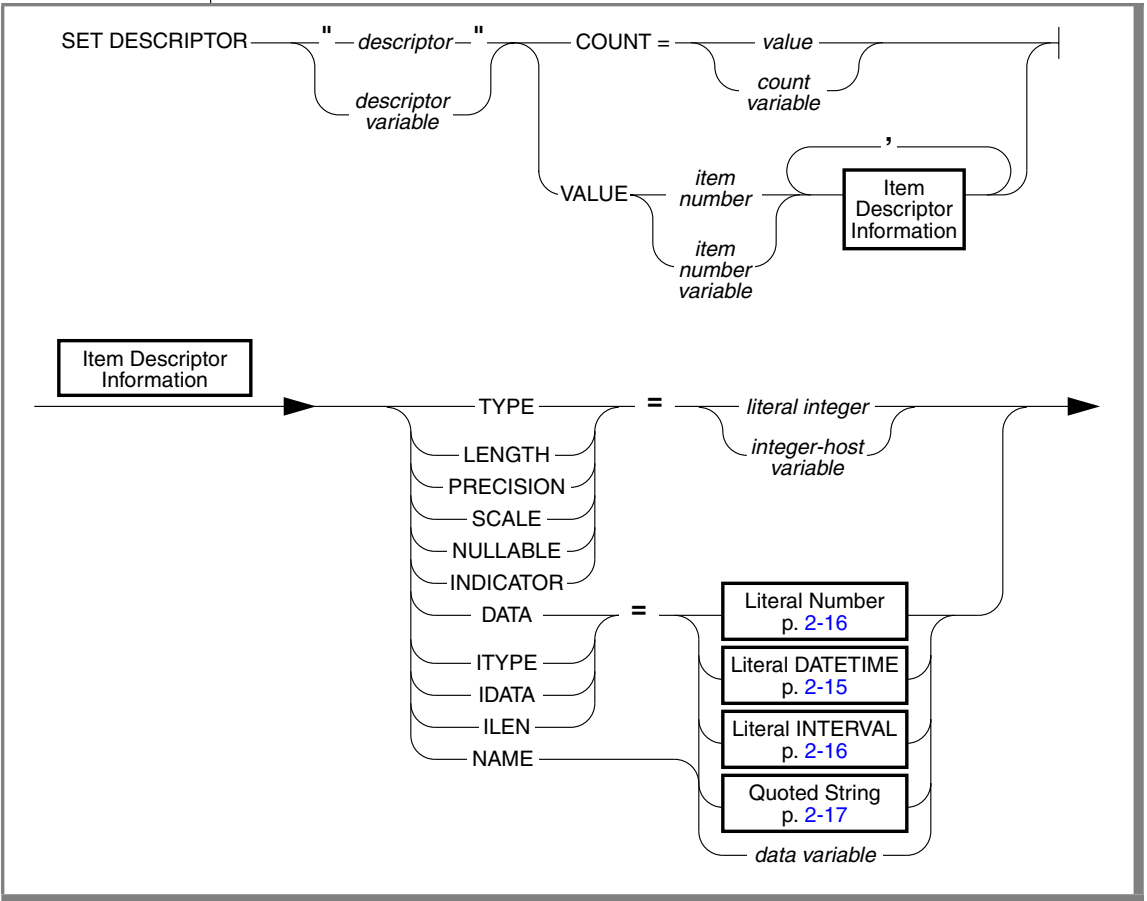 SET DESCRIPTOR " descriptor " COUNT = value
descriptor
variable
count
variable
VALUE item
number
item
number
variable
,
Item
Descriptor
Information
Item Descriptor
Information
TYPE = literal integer
integer-host
variable
LENGTH
PRECISION
SCALE
NULLABLE
INDICATOR
DATA =
ITYPE
IDATA
ILEN
NAME
Literal Number
p. 2-16
Literal DATETIME
p. 2-15
Literal INTERVAL
p. 2-16
Quoted String
p. 2-17
data variable